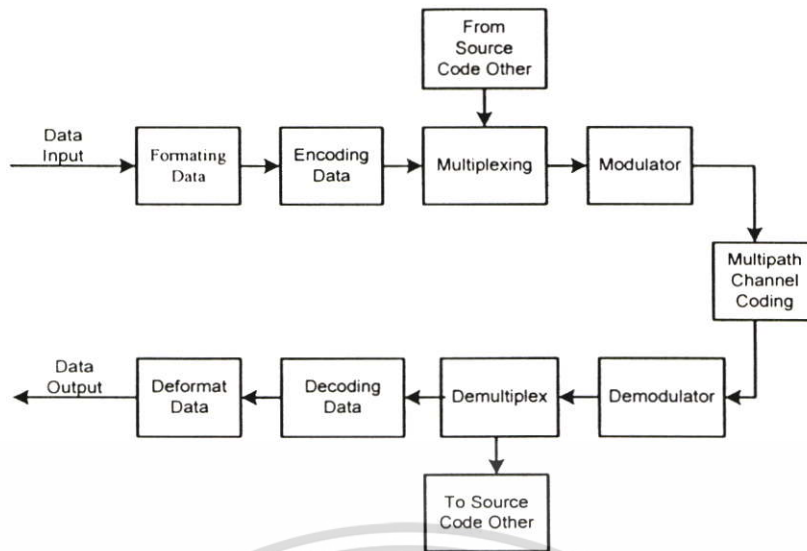 From
Source
Code Other
Data
Input
Formating
Data
Encoding
Data
Multiplexing
Modulator
Multipath
Channel
Coding
Data
Output
Deformat
Data
Decoding
Data
Demultiplex
Demodulator
To Source
Code Other